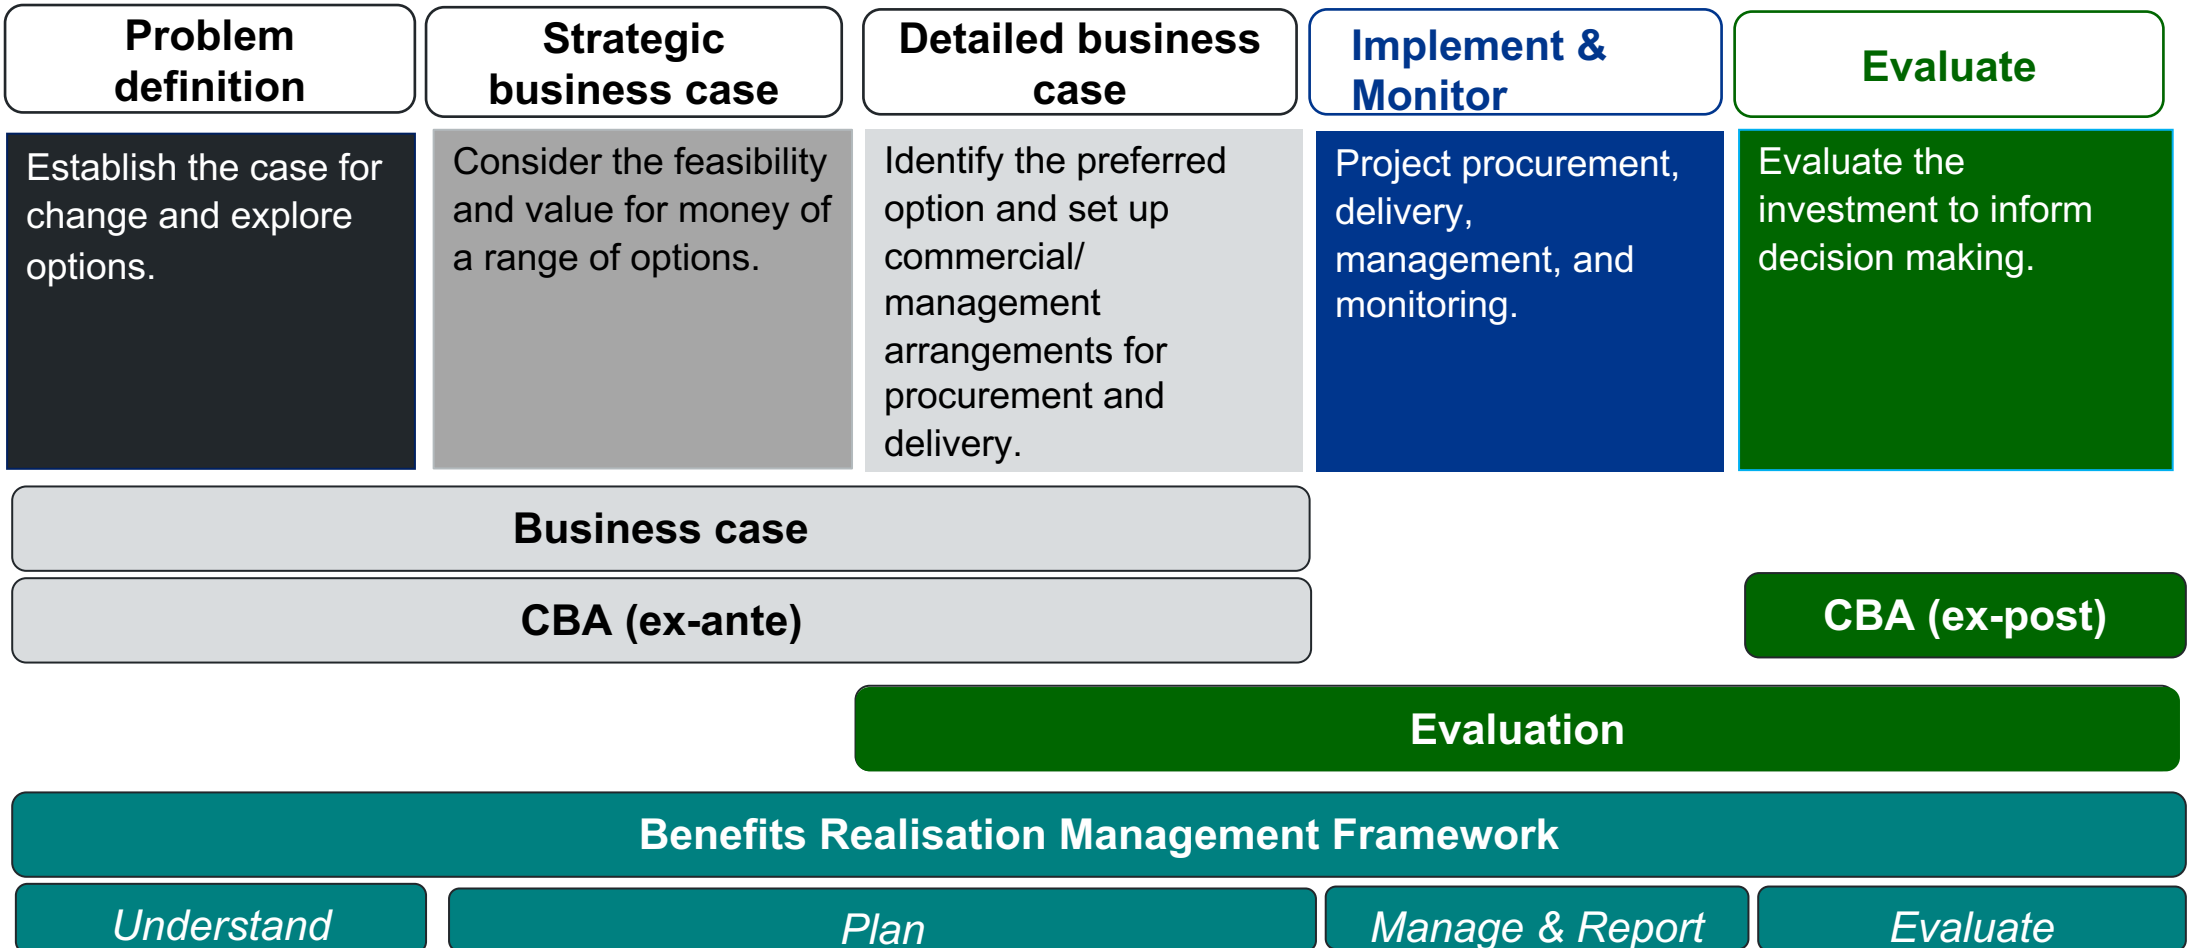 Problem
definition
Strategic
business case
Detailed business
case
Implement &
Monitor
Evaluate
Establish the case for
change and explore
options.
Consider the feasibility
and value for money of
a range of options.
Identify the preferred
option and set up
commercial/
management
arrangements for
procurement and
delivery.
Project procurement,
delivery,
management, and
monitoring.
Evaluate the
investment to inform
decision making.
Business case
CBA (ex-ante)
CBA (ex-post)
Evaluation
Benefits Realisation Management Framework
Understand
Plan
Manage & Report
Evaluate